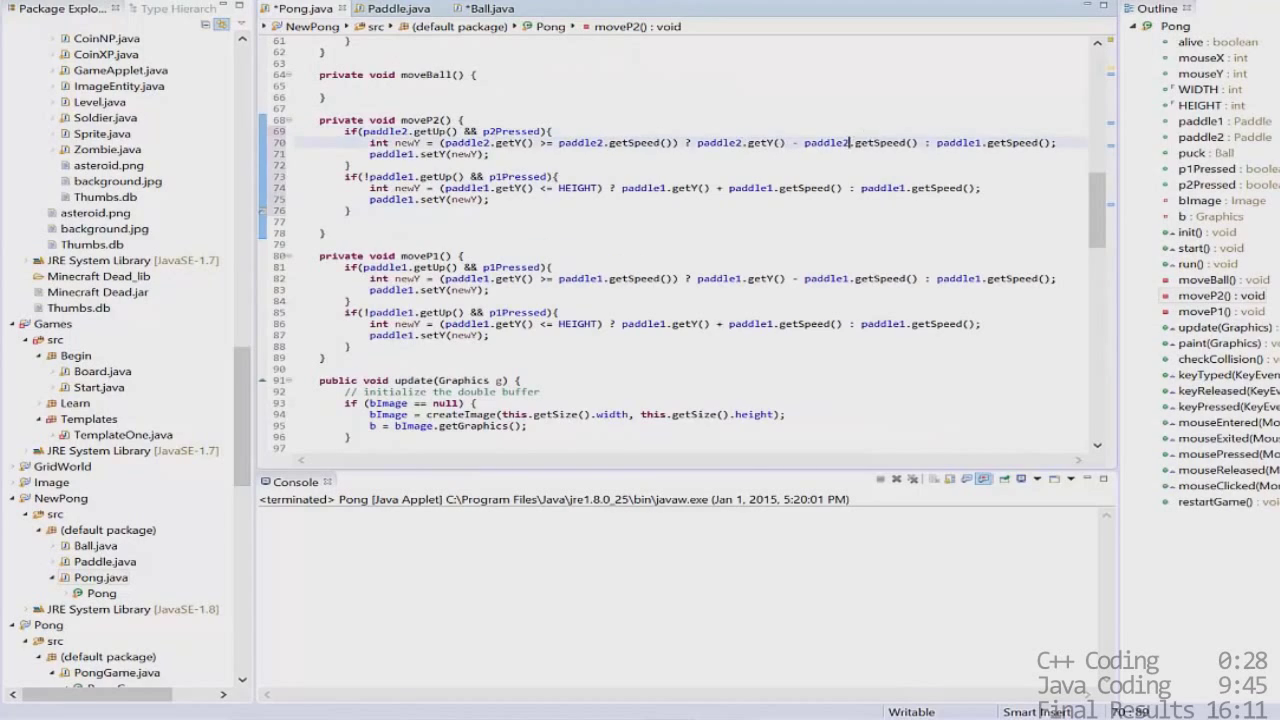 Package Explo...
Type Hierarch
CoinNP.java
CoinXP.java
GameApplet.java
ImageEntity.java
Level.java
Soldier.java
Sprite.java
Zombie.java
asteroid.png
background.jpg
Thumbs.db
asteroid.png
background.jpg
Thumbs.db
JRE System Library [JavaSE-1.7]
Minecraft Dead_lib
Minecraft Dead.jar
Thumbs.db
Games
src
Begin
Board.java
Start.java
Learn
Templates
TemplateOne.java
JRE System Library [JavaSE-1.7]
GridWorld
Image
NewPong
src
(default package)
Ball.java
Paddle.java
Pong.java
Pong
JRE System Library [JavaSE-1.8]
Pong
src
(default package)
PongGame.java
*Pong.java
Paddle.java
*Ball.java
NewPong src (default package) Pong moveP2() : void
61 }
62 }
63
64 private void moveBall() {
65
66 }
67
68 private void moveP2() {
69 if(paddle2.getUp() && p2Pressed){
70 int newY = (paddle2.getY() >= paddle2.getSpeed()) ? paddle2.getY() - paddle2.getSpeed() : paddle1.getSpeed();
71 paddle1.setY(newY);
72 }
73 if(!paddle1.getUp() && p1Pressed){
74 int newY = (paddle1.getY() <= HEIGHT) ? paddle1.getY() + paddle1.getSpeed() : paddle1.getSpeed();
75 paddle1.setY(newY);
76 }
77
78 }
79
80 private void moveP1() {
81 if(paddle1.getUp() && p1Pressed){
82 int newY = (paddle1.getY() >= paddle1.getSpeed()) ? paddle1.getY() - paddle1.getSpeed() : paddle1.getSpeed();
83 paddle1.setY(newY);
84 }
85 if(!paddle1.getUp() && p1Pressed){
86 int newY = (paddle1.getY() <= HEIGHT) ? paddle1.getY() + paddle1.getSpeed() : paddle1.getSpeed();
87 paddle1.setY(newY);
88 }
89 }
90
91 public void update(Graphics g) {
92 // initialize the double buffer
93 if (bImage == null) {
94 bImage = createImage(this.getSize().width, this.getSize().height);
95 b = bImage.getGraphics();
96 }
97
Console
<terminated> Pong [Java Applet] C:\Program Files\Java\jre1.8.0_25\bin\javaw.exe (Jan 1, 2015, 5:20:01 PM)
Outline
Pong
alive : boolean
mouseX : int
mouseY : int
WIDTH : int
HEIGHT : int
paddle1 : Paddle
paddle2 : Paddle
puck : Ball
p1Pressed : boolean
p2Pressed : boolean
bImage : Image
b : Graphics
init() : void
start() : void
run() : void
moveBall() : void
moveP2() : void
moveP1() : void
update(Graphics)
paint(Graphics) :
checkCollision() :
keyTyped(KeyEven
keyReleased(KeyE
keyPressed(KeyEv
mouseEntered(Mo
mouseExited(Mou
mousePressed(M
mouseReleased(M
mouseClicked(Mou
restartGame() : void
C++ Coding 0:28
Java Coding 9:45
Final Results 16:11
Writable
Smart Insert